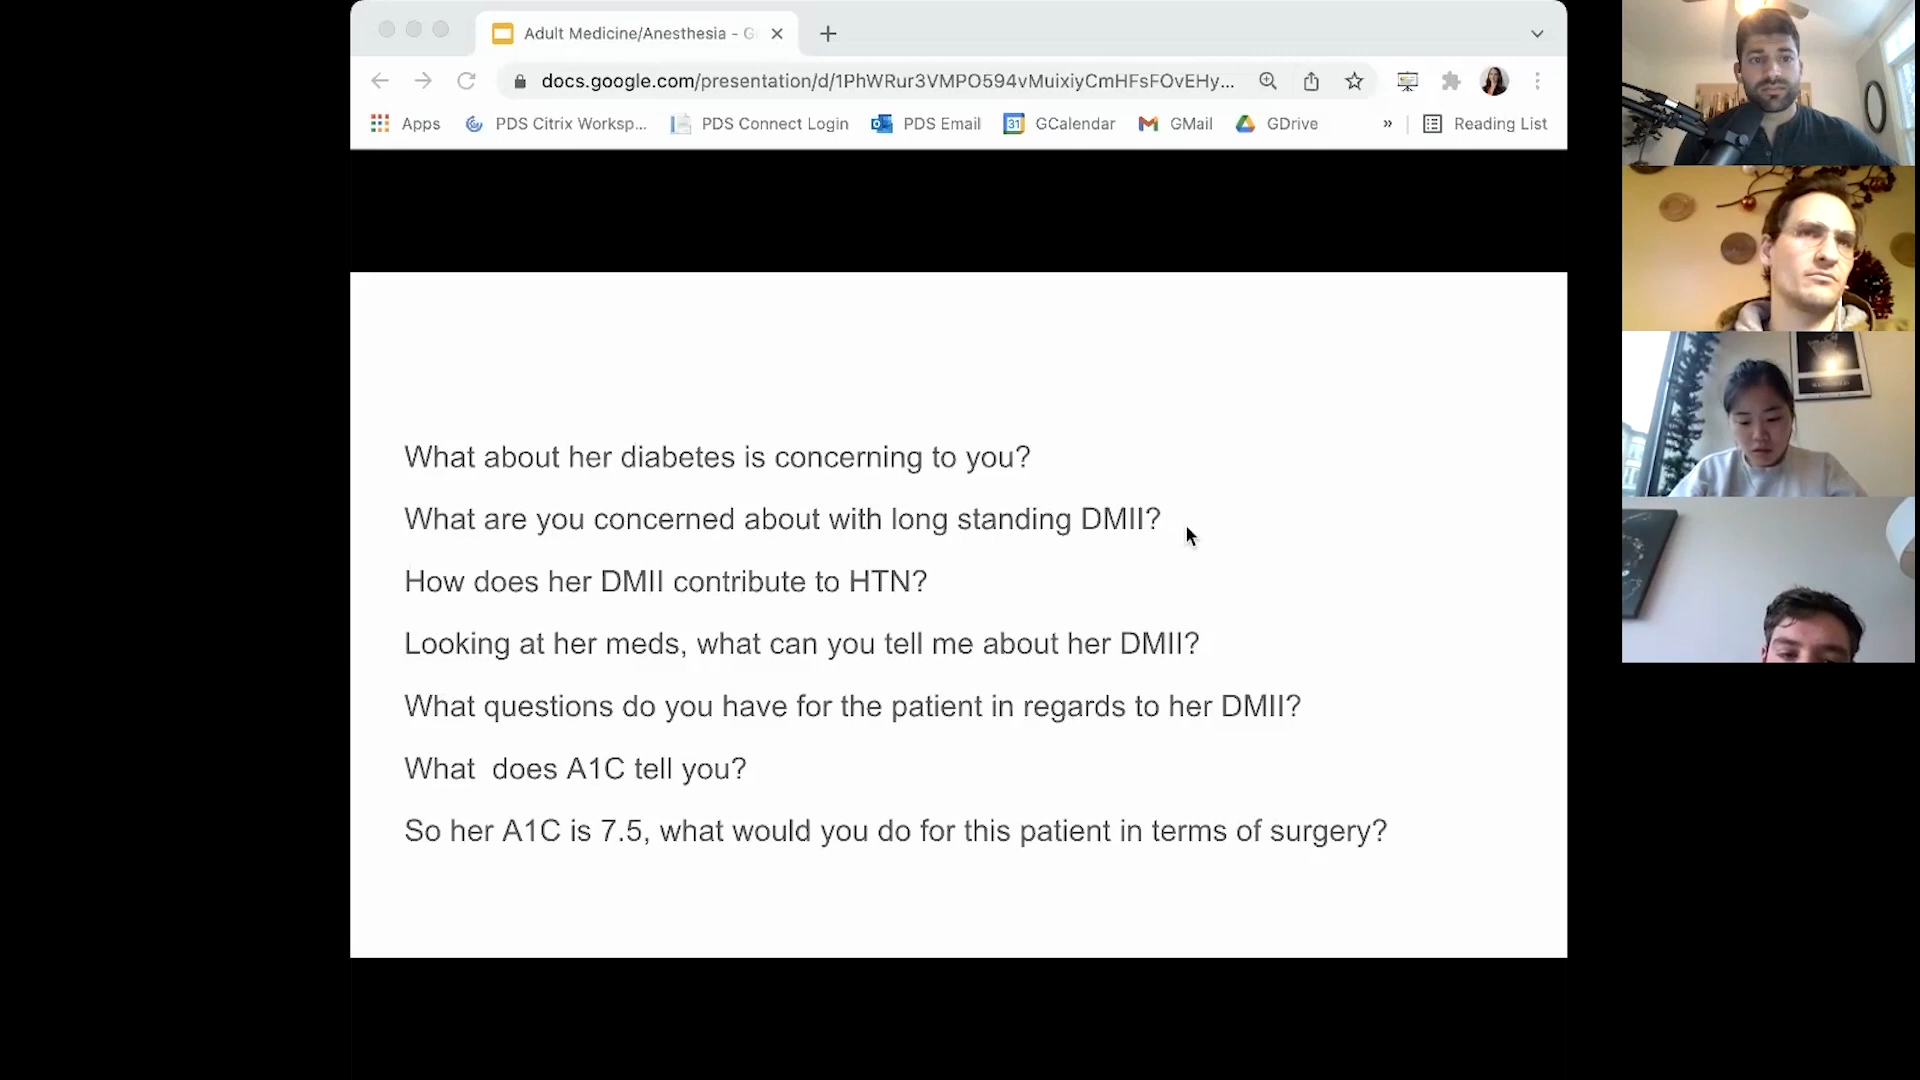 Adult Medicine/Anesthesia - G
docs.google.com/presentation/d/1PhWRur3VMPO594vMuixiyCmHFsFOvEHy...
Apps PDS Citrix Worksp... PDS Connect Login PDS Email 31 GCalendar GMail GDrive » Reading List
What about her diabetes is concerning to you?
What are you concerned about with long standing DMII?
How does her DMII contribute to HTN?
Looking at her meds, what can you tell me about her DMII?
What questions do you have for the patient in regards to her DMII?
What does A1C tell you?
So her A1C is 7.5, what would you do for this patient in terms of surgery?